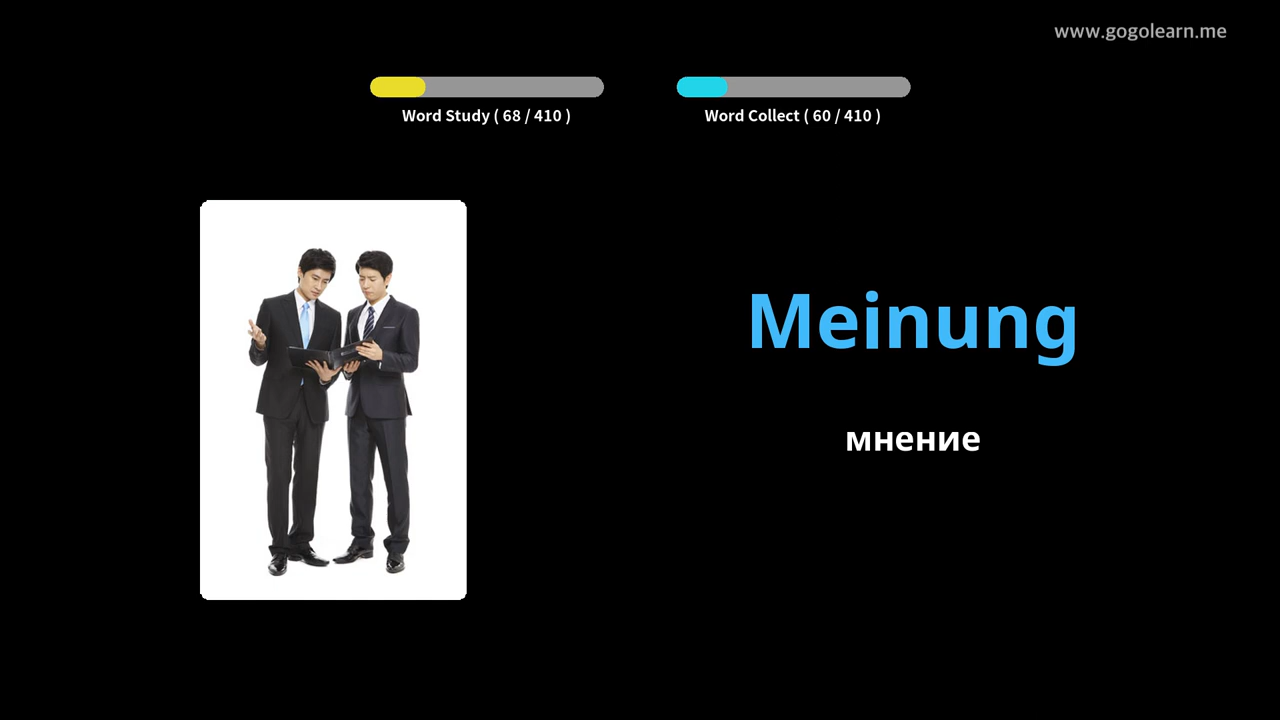 www.gogolearn.me
Word Study ( 68 / 410 )
Word Collect ( 60 / 410 )
Meinung
мнение